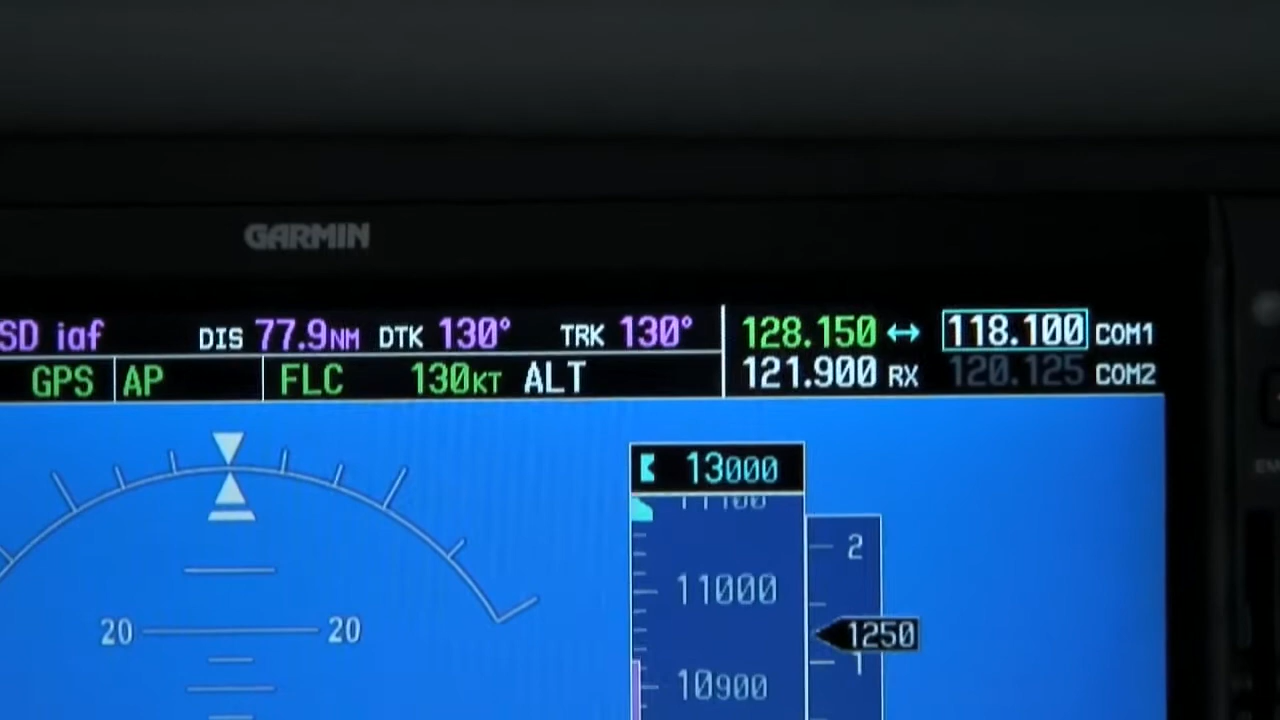 GARMIN
SD iaf DIS 77.9NM DTK 130° TRK 130° 128.150 ↔ 118.100 COM1
GPS AP FLC 130KT ALT 121.900 RX 120.125 COM2
13000
11100
2
11000
20 20
1250
1
10900